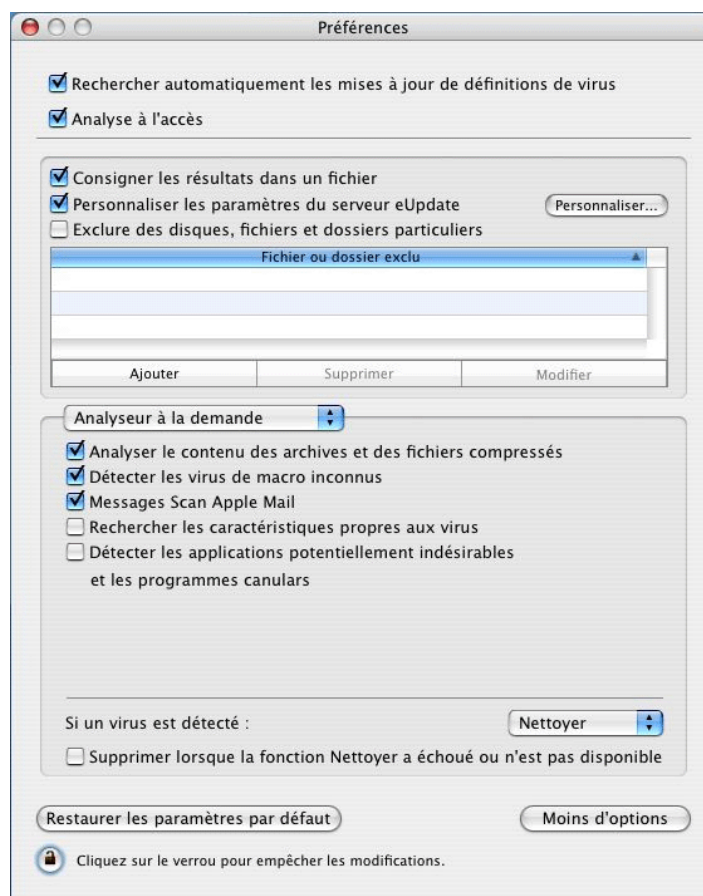 Préférences
Rechercher automatiquement les mises à jour de définitions de virus
Analyse à l'accès
Consigner les résultats dans un fichier
Personnaliser les paramètres du serveur eUpdate
Personnaliser...
Exclure des disques, fichiers et dossiers particuliers
Fichier ou dossier exclu
Ajouter
Supprimer
Modifier
Analyseur à la demande
Analyser le contenu des archives et des fichiers compressés
Détecter les virus de macro inconnus
Messages Scan Apple Mail
Rechercher les caractéristiques propres aux virus
Détecter les applications potentiellement indésirables
et les programmes canulars
Si un virus est détecté :
Nettoyer
Supprimer lorsque la fonction Nettoyer a échoué ou n'est pas disponible
Restaurer les paramètres par défaut
Moins d'options
Cliquez sur le verrou pour empêcher les modifications.